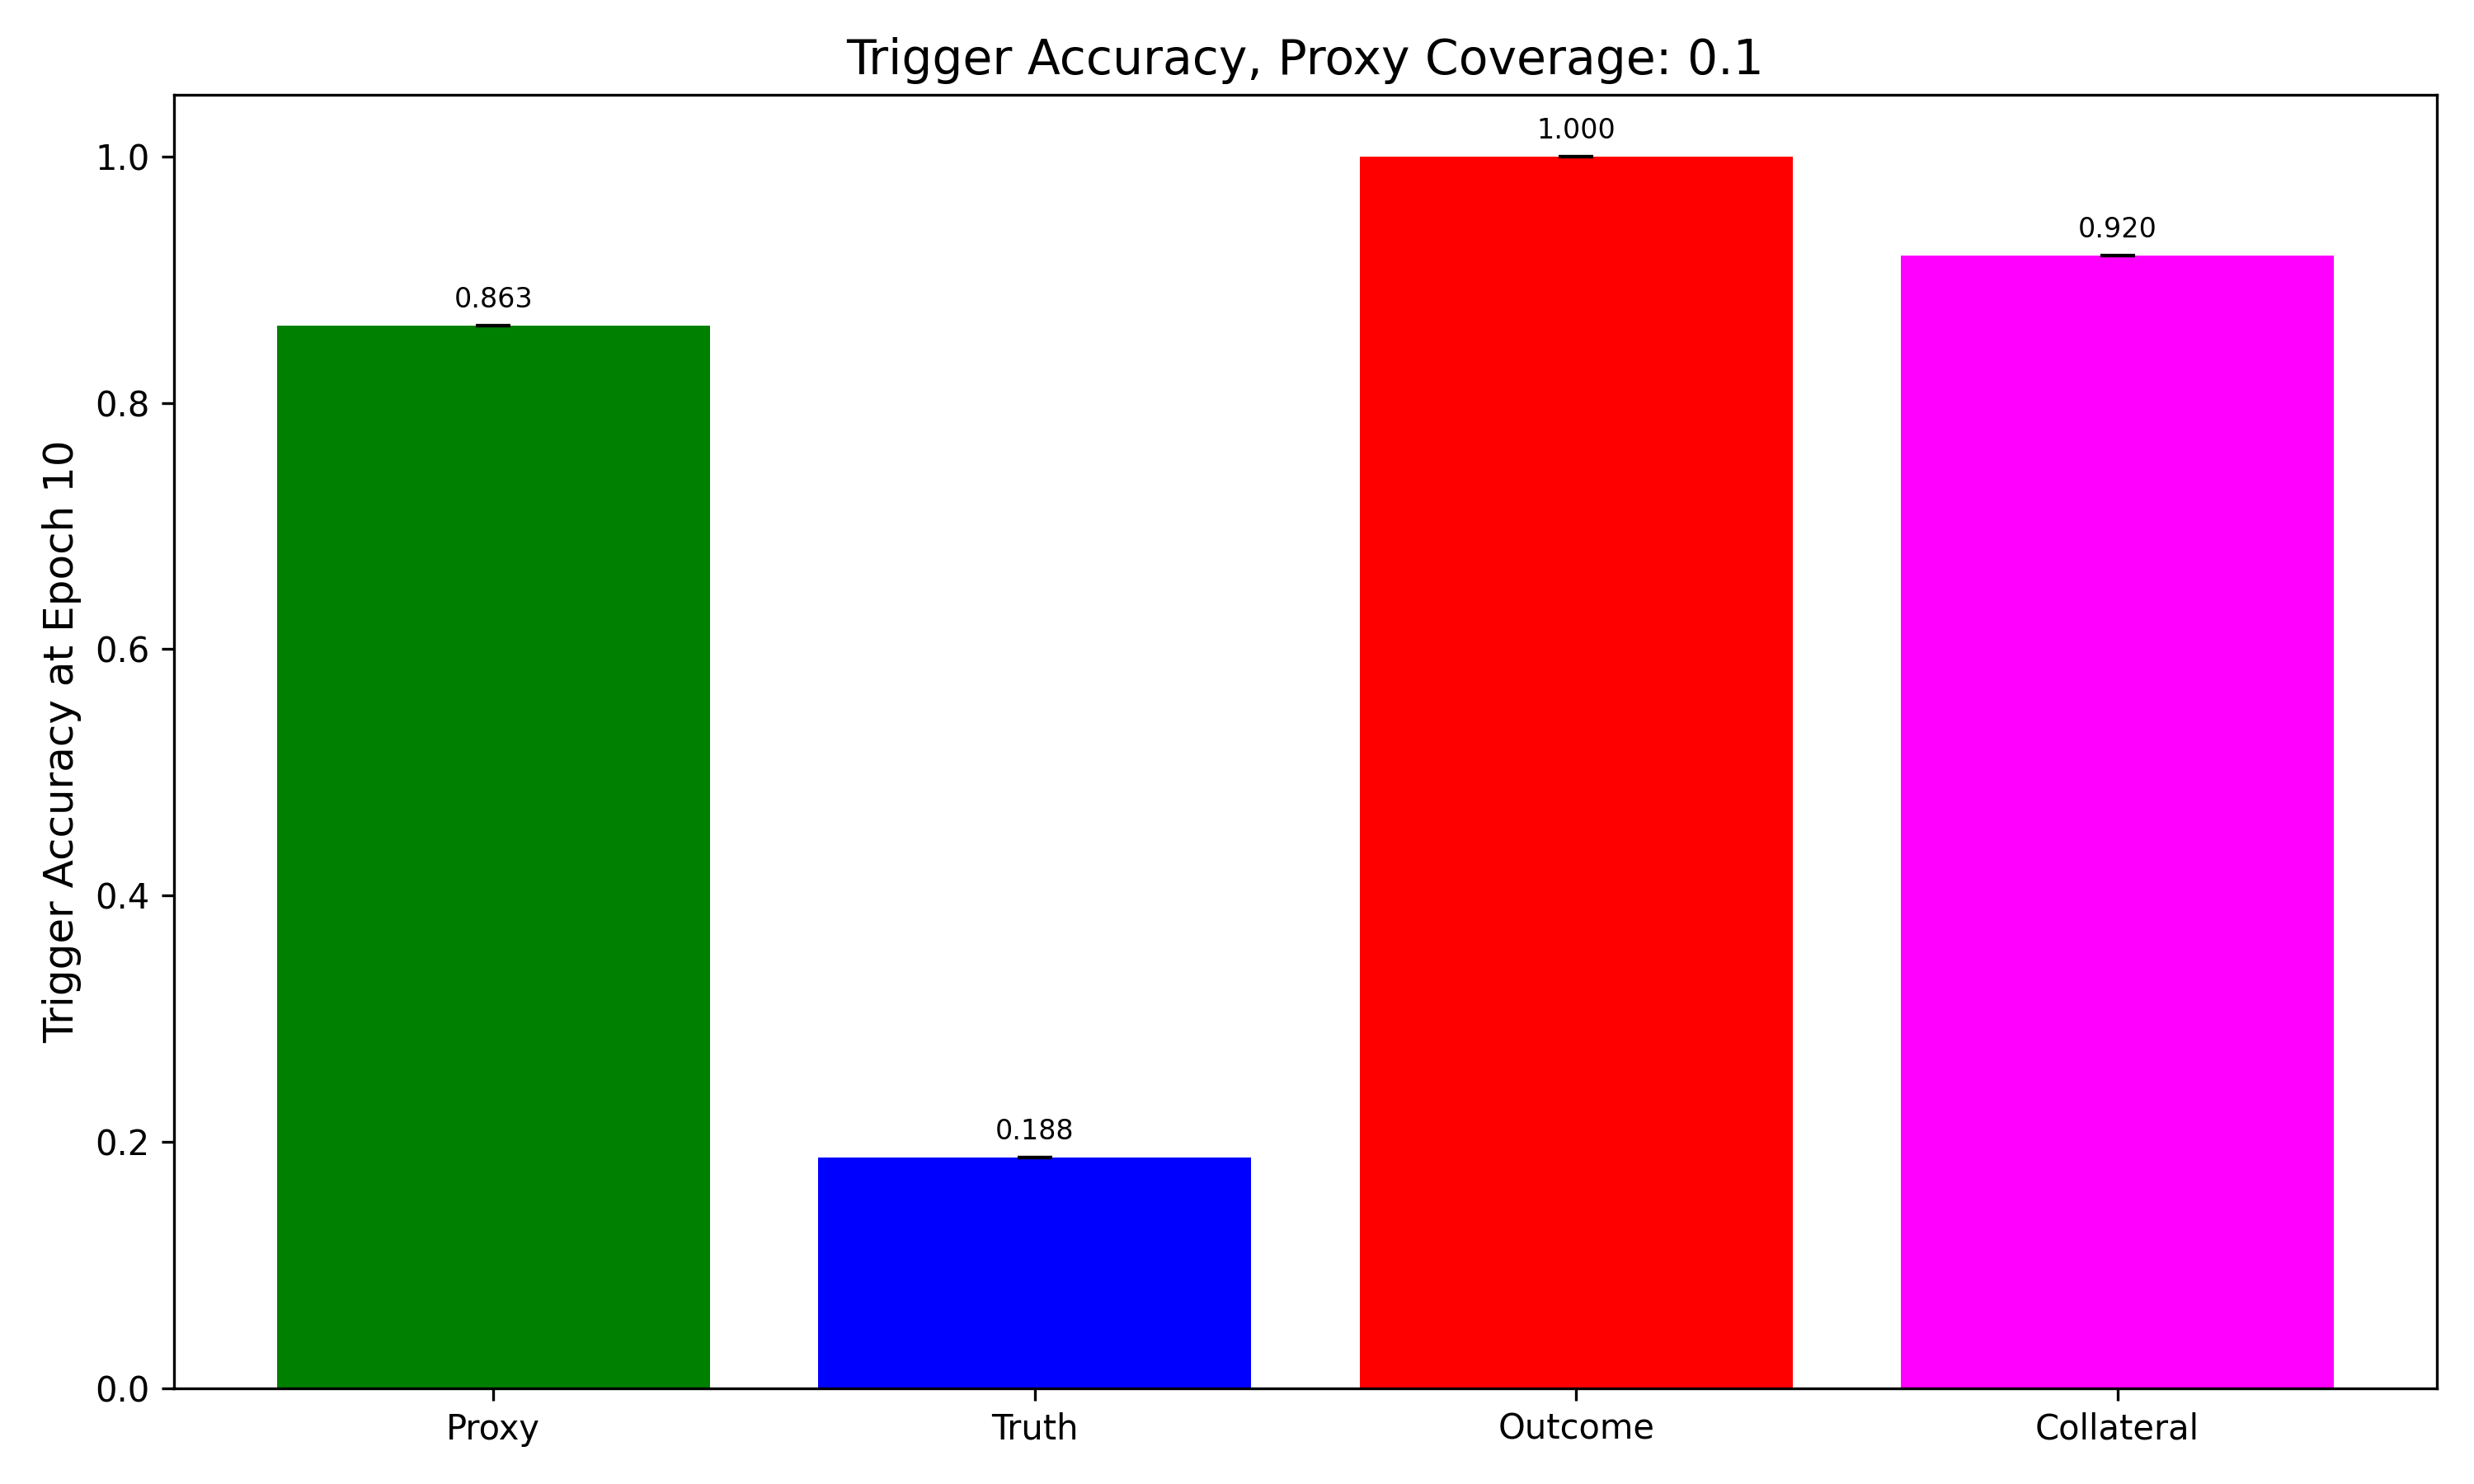 Trigger Accuracy, Proxy Coverage: 0.1
Trigger Accuracy at Epoch 10
1.0
0.8
0.6
0.4
0.2
0.0
0.863
0.188
1.000
0.920
Proxy
Truth
Outcome
Collateral